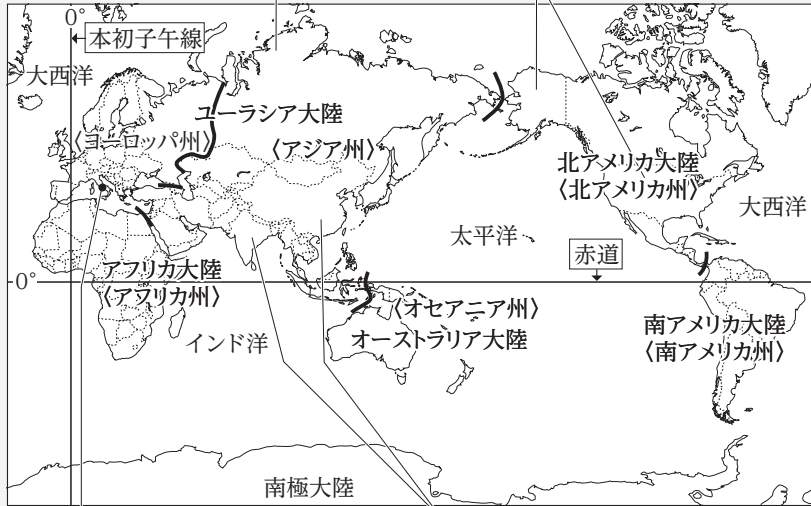 0°
本初子午線
大西洋
ユーラシア大陸
〈ヨーロッパ州〉
〈アジア州〉
北アメリカ大陸
〈北アメリカ州〉
大西洋
太平洋
赤道
0°
アフリカ大陸
〈アフリカ州〉
インド洋
〈オセアニア州〉
オーストラリア大陸
南アメリカ大陸
〈南アメリカ州〉
南極大陸